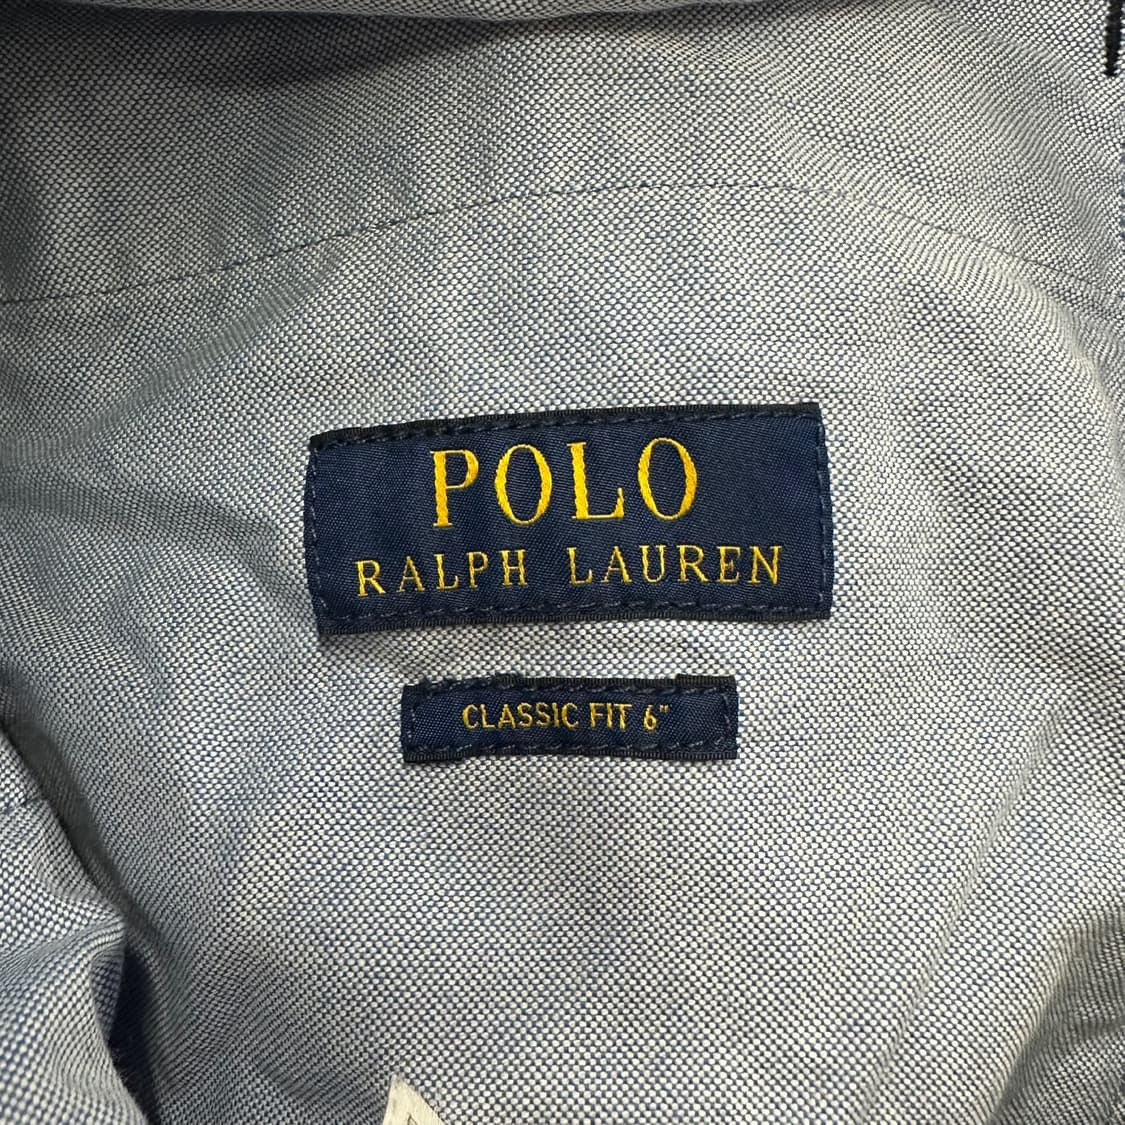 POLO
RALPH LAUREN
CLASSIC FIT 6"